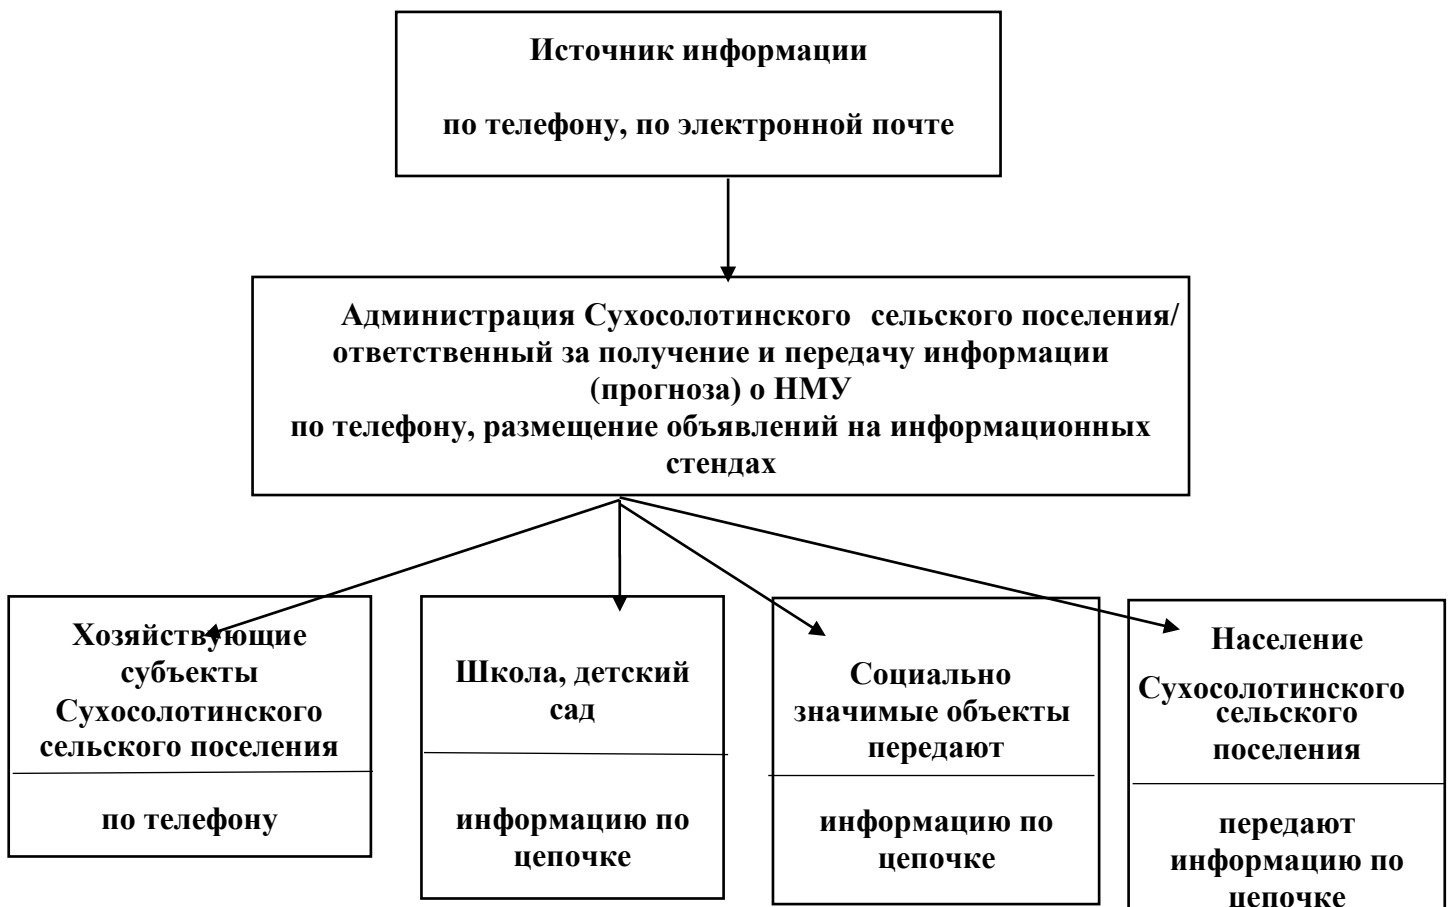 Источник информации
по телефону, по электронной почте
Администрация Сухосолотинского сельского поселения/
ответственный за получение и передачу информации
(прогноза) о НМУ
по телефону, размещение объявлений на информационных
стендах
Хозяйствующие
субъекты
Сухосолотинского
сельского поселения
по телефону
Школа, детский
сад
информацию по
цепочке
Социально
значимые объекты
передают
информацию по
цепочке
Население
Сухосолотинского
сельского
поселения
передают
информацию по
цепочке